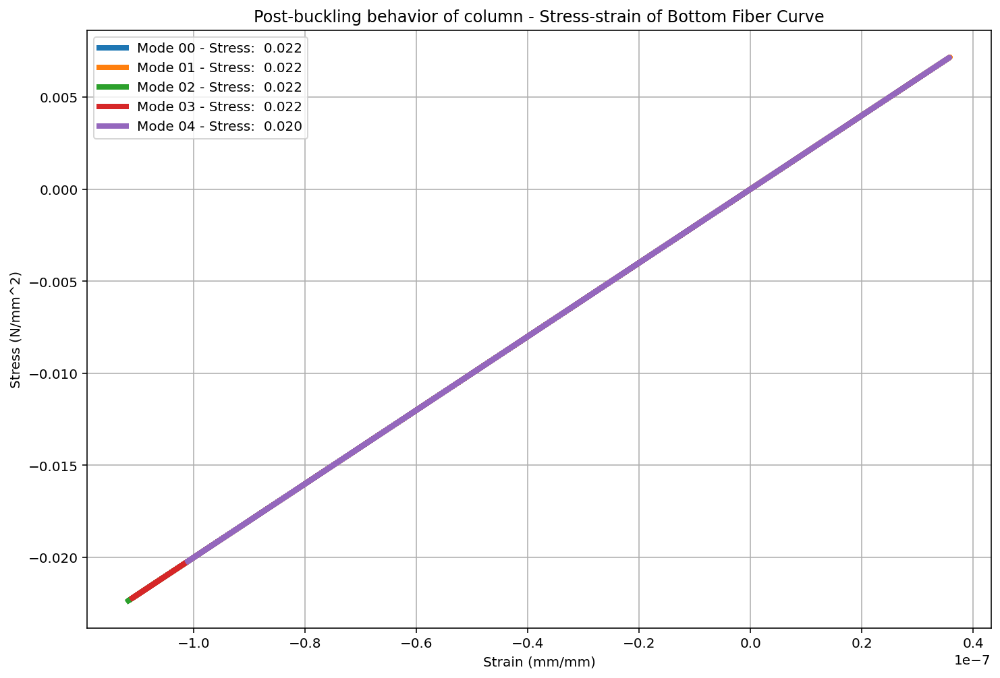 Post-buckling behavior of column - Stress-strain of Bottom Fiber Curve
Mode 00 - Stress:  0.022
Mode 01 - Stress:  0.022
Mode 02 - Stress:  0.022
Mode 03 - Stress:  0.022
Mode 04 - Stress:  0.020
Stress (N/mm^2)
0.005
0.000
−0.005
−0.010
−0.015
−0.020
−1.0 −0.8 −0.6 −0.4 −0.2 0.0 0.2 0.4
1e−7
Strain (mm/mm)